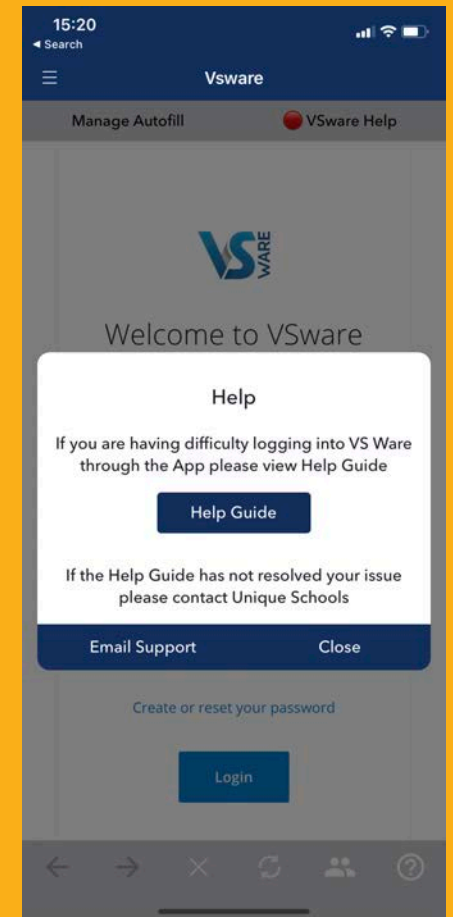 15:20
◄ Search
Vsware
Manage Autofill
VSware Help
VS
WARE
Welcome to VSware
Help
If you are having difficulty logging into VS Ware
through the App please view Help Guide
Help Guide
If the Help Guide has not resolved your issue
please contact Unique Schools
Email Support
Close
Create or reset your password
Login